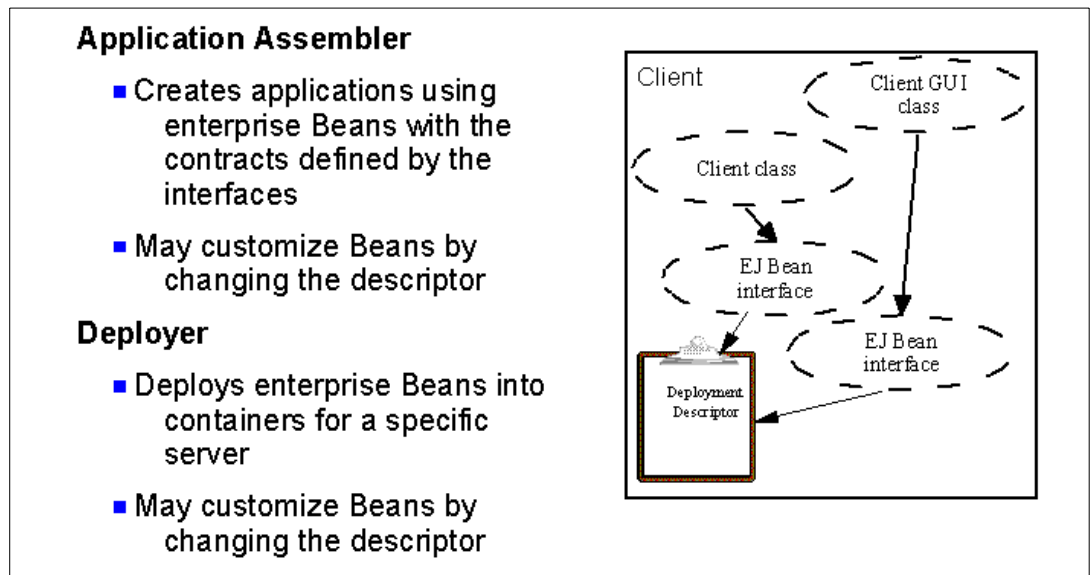 Application Assembler
Creates applications using
enterprise Beans with the
contracts defined by the
interfaces
May customize Beans by
changing the descriptor
Deployer
Deploys enterprise Beans into
containers for a specific
server
May customize Beans by
changing the descriptor
Client
Client GUI
class
Client class
EJ Bean
interface
EJ Bean
interface
Deployment
Descriptor